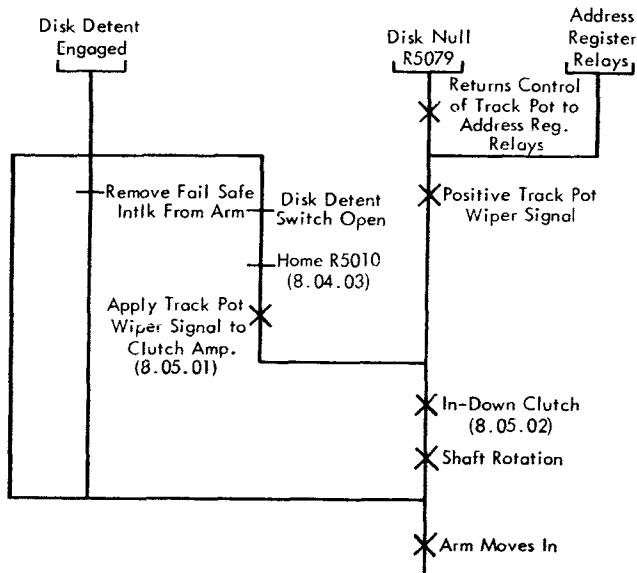 Disk Detent
Engaged
Disk Null
R5079
Address
Register
Relays
Returns Control
of Track Pot to
Address Reg.
Relays
Remove Fail Safe
Intlk From Arm
Disk Detent
Switch Open
Positive Track Pot
Wiper Signal
Home R5010
(8.04.03)
Apply Track Pot
Wiper Signal to
Clutch Amp.
(8.05.01)
In-Down Clutch
(8.05.02)
Shaft Rotation
Arm Moves In